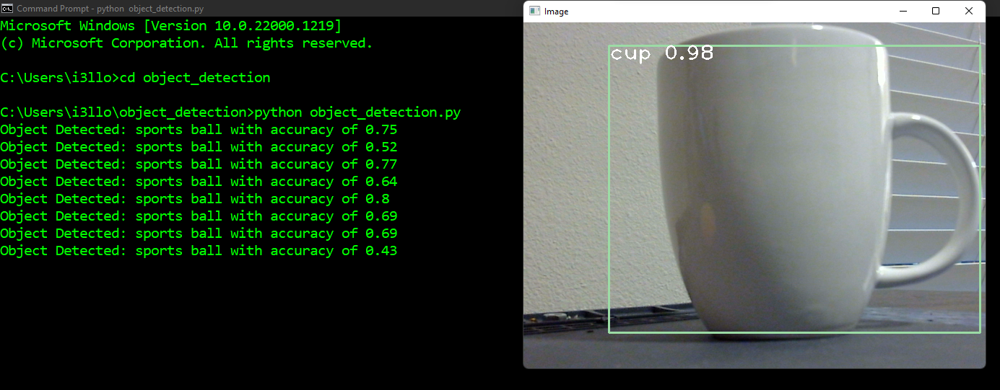 Command Prompt - python  object_detection.py
Microsoft Windows [Version 10.0.22000.1219]
(c) Microsoft Corporation. All rights reserved.
C:\Users\i3llo>cd object_detection
C:\Users\i3llo\object_detection>python object_detection.py
Object Detected: sports ball with accuracy of 0.75
Object Detected: sports ball with accuracy of 0.52
Object Detected: sports ball with accuracy of 0.77
Object Detected: sports ball with accuracy of 0.64
Object Detected: sports ball with accuracy of 0.8
Object Detected: sports ball with accuracy of 0.69
Object Detected: sports ball with accuracy of 0.69
Object Detected: sports ball with accuracy of 0.43
Image
cup 0.98